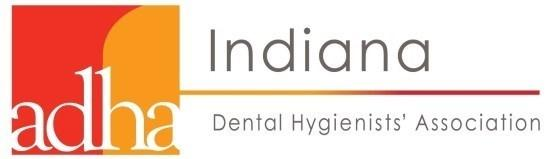 adha
Indiana
Dental Hygienists' Association